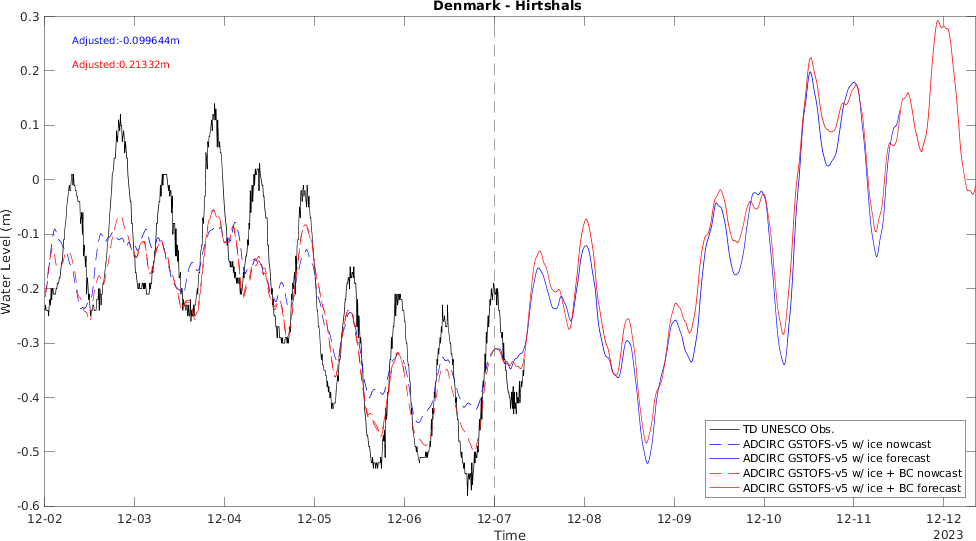 Denmark - Hirtshals
0.3
0.2
0.1
0
-0.1
-0.2
-0.3
-0.4
-0.5
-0.6
Water Level (m)
Adjusted:-0.099644m
Adjusted:0.21332m
TD UNESCO Obs.
ADCIRC GSTOFS-v5 w/ ice nowcast
ADCIRC GSTOFS-v5 w/ ice forecast
ADCIRC GSTOFS-v5 w/ ice + BC nowcast
ADCIRC GSTOFS-v5 w/ ice + BC forecast
12-02 12-03 12-04 12-05 12-06 12-07 12-08 12-09 12-10 12-11 12-12
Time
2023